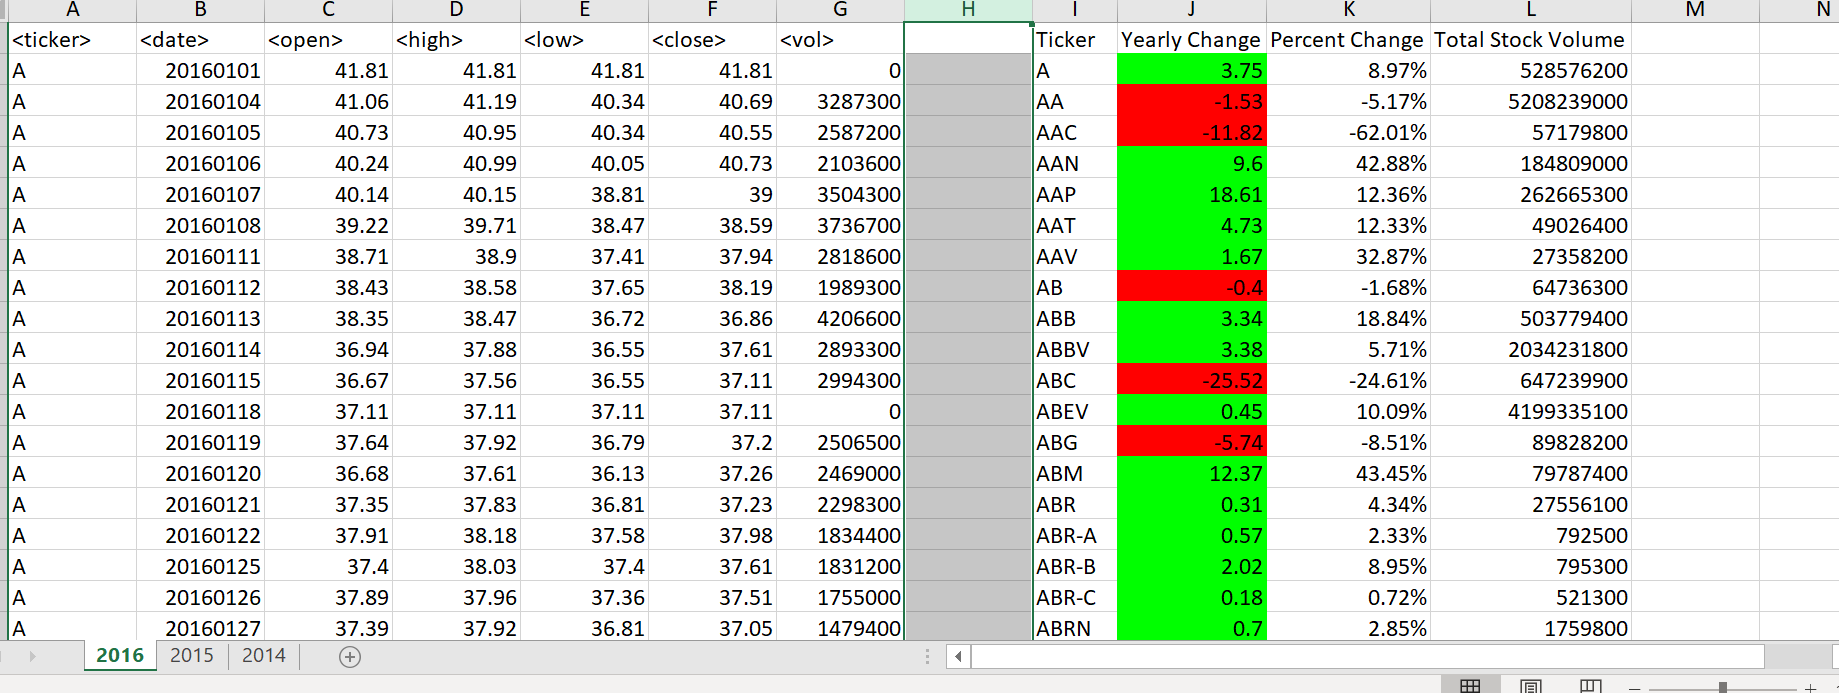 A B C D E F G H I J K L M N
<ticker> <date> <open> <high> <low> <close> <vol> Ticker Yearly Change Percent Change Total Stock Volume
A 20160101 41.81 41.81 41.81 41.81 0 A 3.75 8.97% 528576200
A 20160104 41.06 41.19 40.34 40.69 3287300 AA -1.53 -5.17% 5208239000
A 20160105 40.73 40.95 40.34 40.55 2587200 AAC -11.82 -62.01% 57179800
A 20160106 40.24 40.99 40.05 40.73 2103600 AAN 9.6 42.88% 184809000
A 20160107 40.14 40.15 38.81 39 3504300 AAP 18.61 12.36% 262665300
A 20160108 39.22 39.71 38.47 38.59 3736700 AAT 4.73 12.33% 49026400
A 20160111 38.71 38.9 37.41 37.94 2818600 AAV 1.67 32.87% 27358200
A 20160112 38.43 38.58 37.65 38.19 1989300 AB -0.4 -1.68% 64736300
A 20160113 38.35 38.47 36.72 36.86 4206600 ABB 3.34 18.84% 503779400
A 20160114 36.94 37.88 36.55 37.61 2893300 ABBV 3.38 5.71% 2034231800
A 20160115 36.67 37.56 36.55 37.11 2994300 ABC -25.52 -24.61% 647239900
A 20160118 37.11 37.11 37.11 37.11 0 ABEV 0.45 10.09% 4199335100
A 20160119 37.64 37.92 36.79 37.2 2506500 ABG -5.74 -8.51% 89828200
A 20160120 36.68 37.61 36.13 37.26 2469000 ABM 12.37 43.45% 79787400
A 20160121 37.35 37.83 36.81 37.23 2298300 ABR 0.31 4.34% 27556100
A 20160122 37.91 38.18 37.58 37.98 1834400 ABR-A 0.57 2.33% 792500
A 20160125 37.4 38.03 37.4 37.61 1831200 ABR-B 2.02 8.95% 795300
A 20160126 37.89 37.96 37.36 37.51 1755000 ABR-C 0.18 0.72% 521300
A 20160127 37.39 37.92 36.81 37.05 1479400 ABRN 0.7 2.85% 1759800
2016 2015 2014